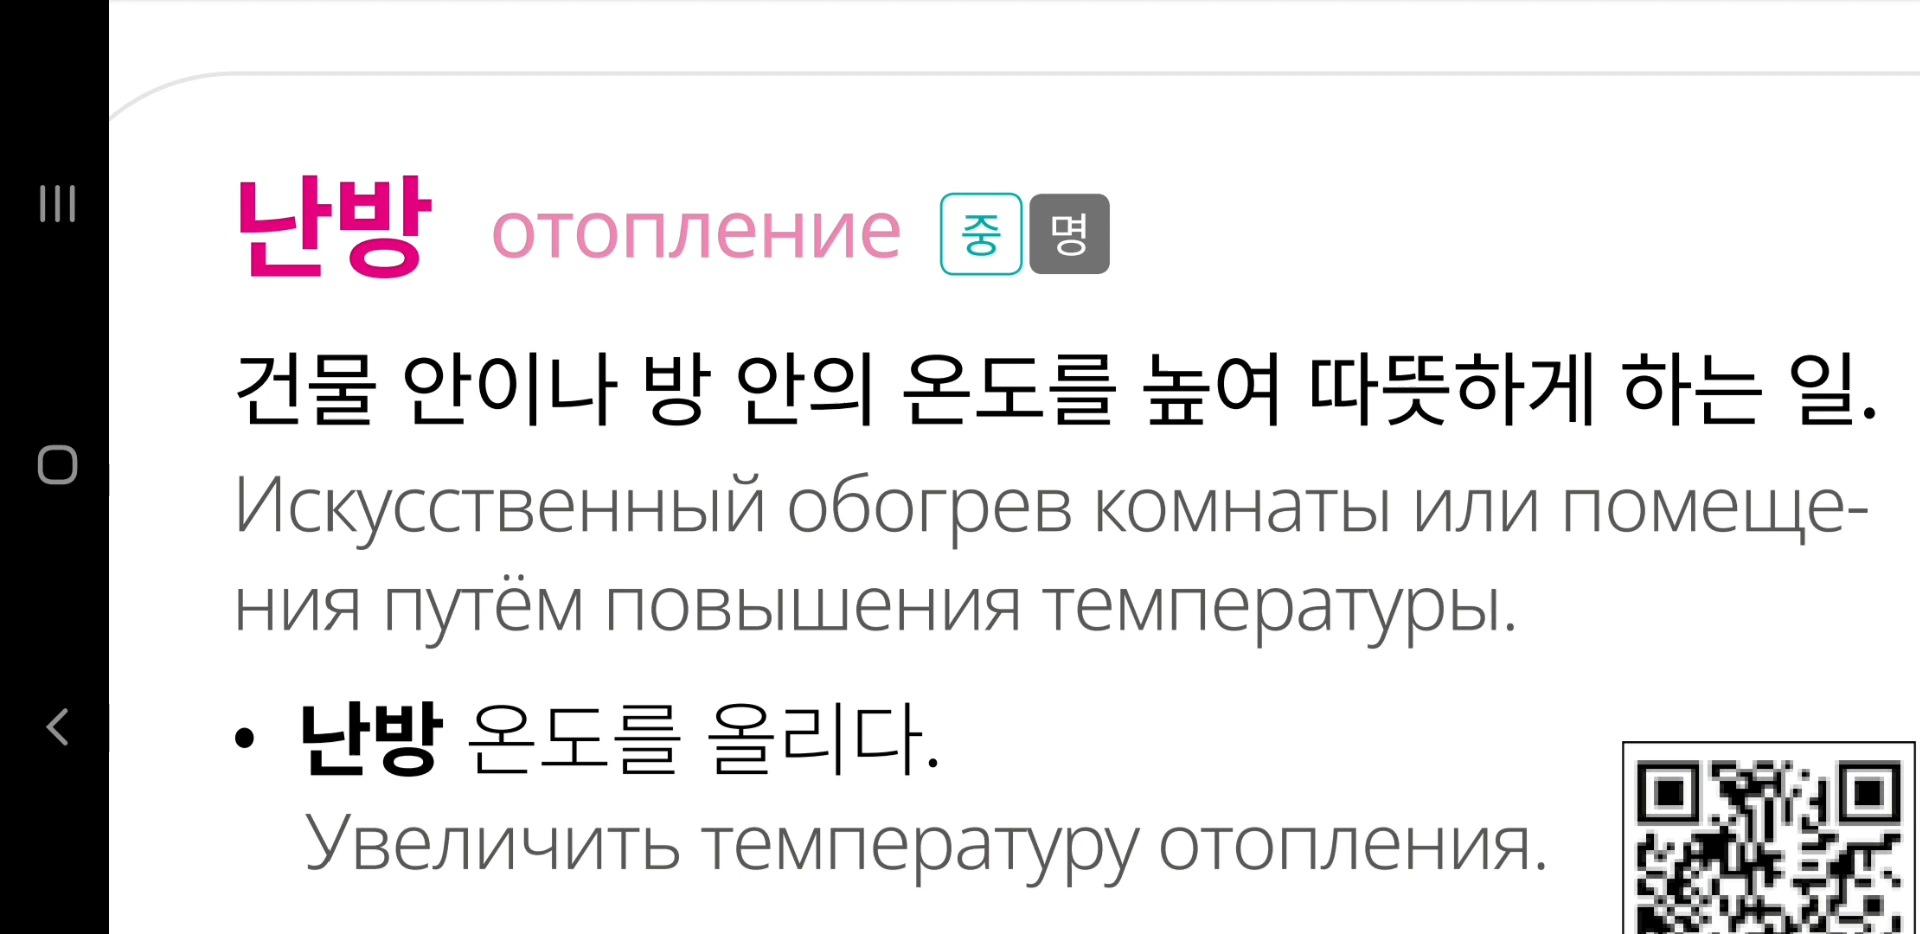 난방 отопление 중 명
건물 안이나 방 안의 온도를 높여 따뜻하게 하는 일.
Искусственный обогрев комнаты или помеще-
ния путём повышения температуры.
• 난방 온도를 올리다.
Увеличить температуру отопления.